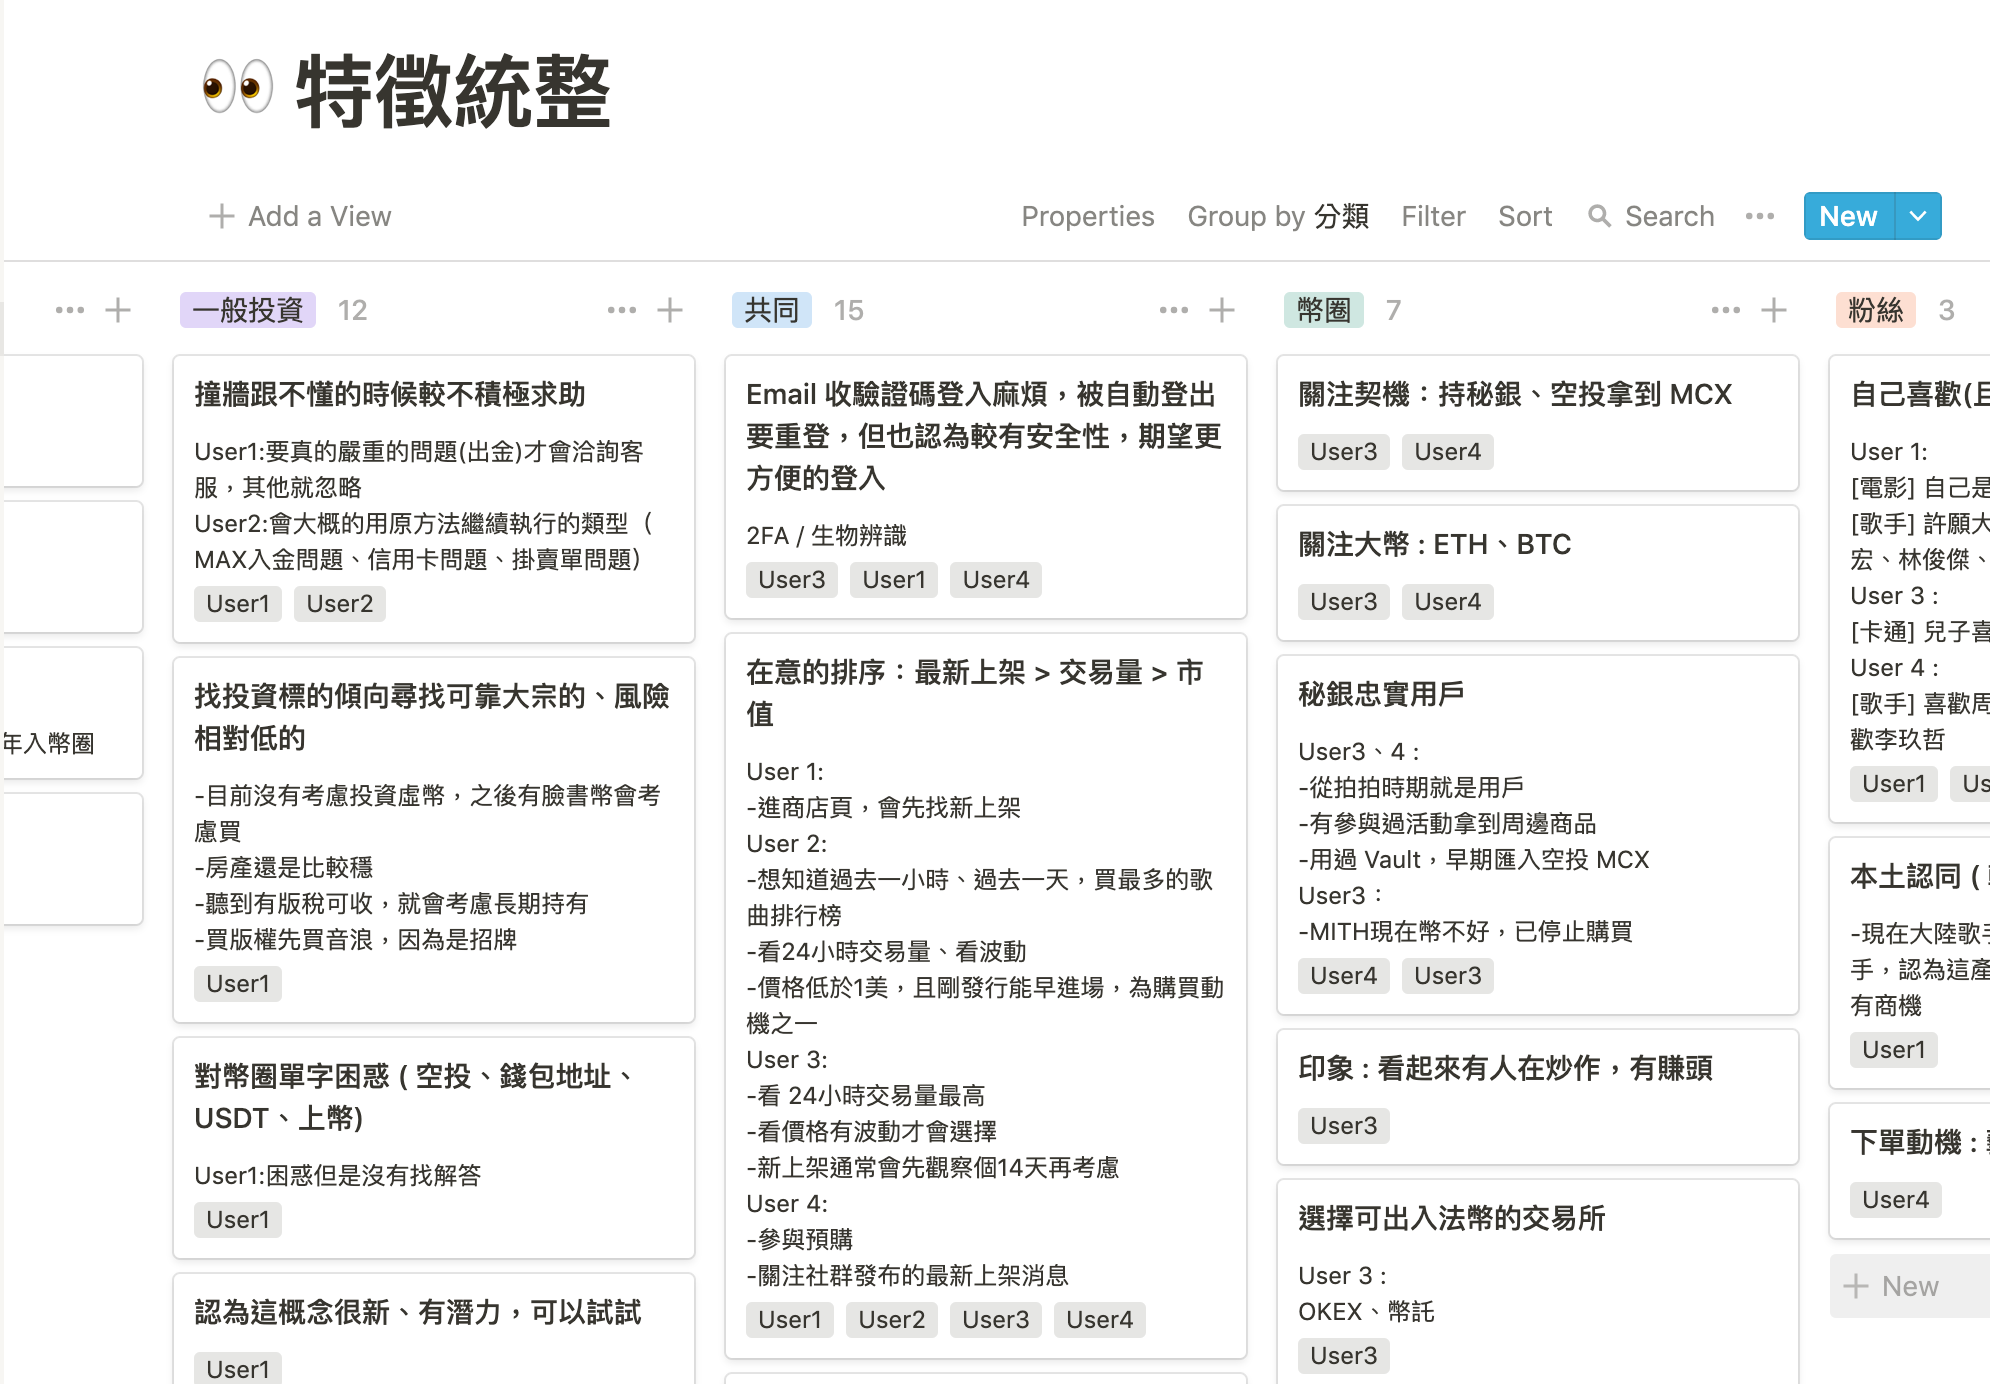 👀 特徵統整
Add a View
Properties Group by 分類 Filter Sort Search New
年入幣圈
一般投資 12
撞牆跟不懂的時候較不積極求助
User1:要真的嚴重的問題(出金)才會洽詢客
服，其他就忽略
User2:會大概的用原方法繼續執行的類型（
MAX入金問題、信用卡問題、掛賣單問題）
User1 User2
找投資標的傾向尋找可靠大宗的、風險
相對低的
-目前沒有考慮投資虛幣，之後有臉書幣會考
慮買
-房產還是比較穩
-聽到有版稅可收，就會考慮長期持有
-買版權先買音浪，因為是招牌
User1
對幣圈單字困惑 ( 空投、錢包地址、
USDT、上幣)
User1:困惑但是沒有找解答
User1
認為這概念很新、有潛力，可以試試
User1
共同 15
Email 收驗證碼登入麻煩，被自動登出
要重登，但也認為較有安全性，期望更
方便的登入
2FA / 生物辨識
User3 User1 User4
在意的排序：最新上架 > 交易量 > 市
值
User 1:
-進商店頁，會先找新上架
User 2:
-想知道過去一小時、過去一天，買最多的歌
曲排行榜
-看24小時交易量、看波動
-價格低於1美，且剛發行能早進場，為購買動
機之一
User 3:
-看 24小時交易量最高
-看價格有波動才會選擇
-新上架通常會先觀察個14天再考慮
User 4:
-參與預購
-關注社群發布的最新上架消息
User1 User2 User3 User4
幣圈 7
關注契機：持秘銀、空投拿到 MCX
User3 User4
關注大幣 : ETH、BTC
User3 User4
秘銀忠實用戶
User3、4 :
-從拍拍時期就是用戶
-有參與過活動拿到周邊商品
-用過 Vault，早期匯入空投 MCX
User3：
-MITH現在幣不好，已停止購買
User4 User3
印象 : 看起來有人在炒作，有賺頭
User3
選擇可出入法幣的交易所
User 3 :
OKEX、幣託
User3
粉絲 3
自己喜歡(且
User 1:
[電影] 自己是
[歌手] 許願大
宏、林俊傑、
User 3 :
[卡通] 兒子喜
User 4 :
[歌手] 喜歡周
歡李玖哲
User1 Us
本土認同 (
-現在大陸歌手
手，認為這產
有商機
User1
下單動機 :
User4
New